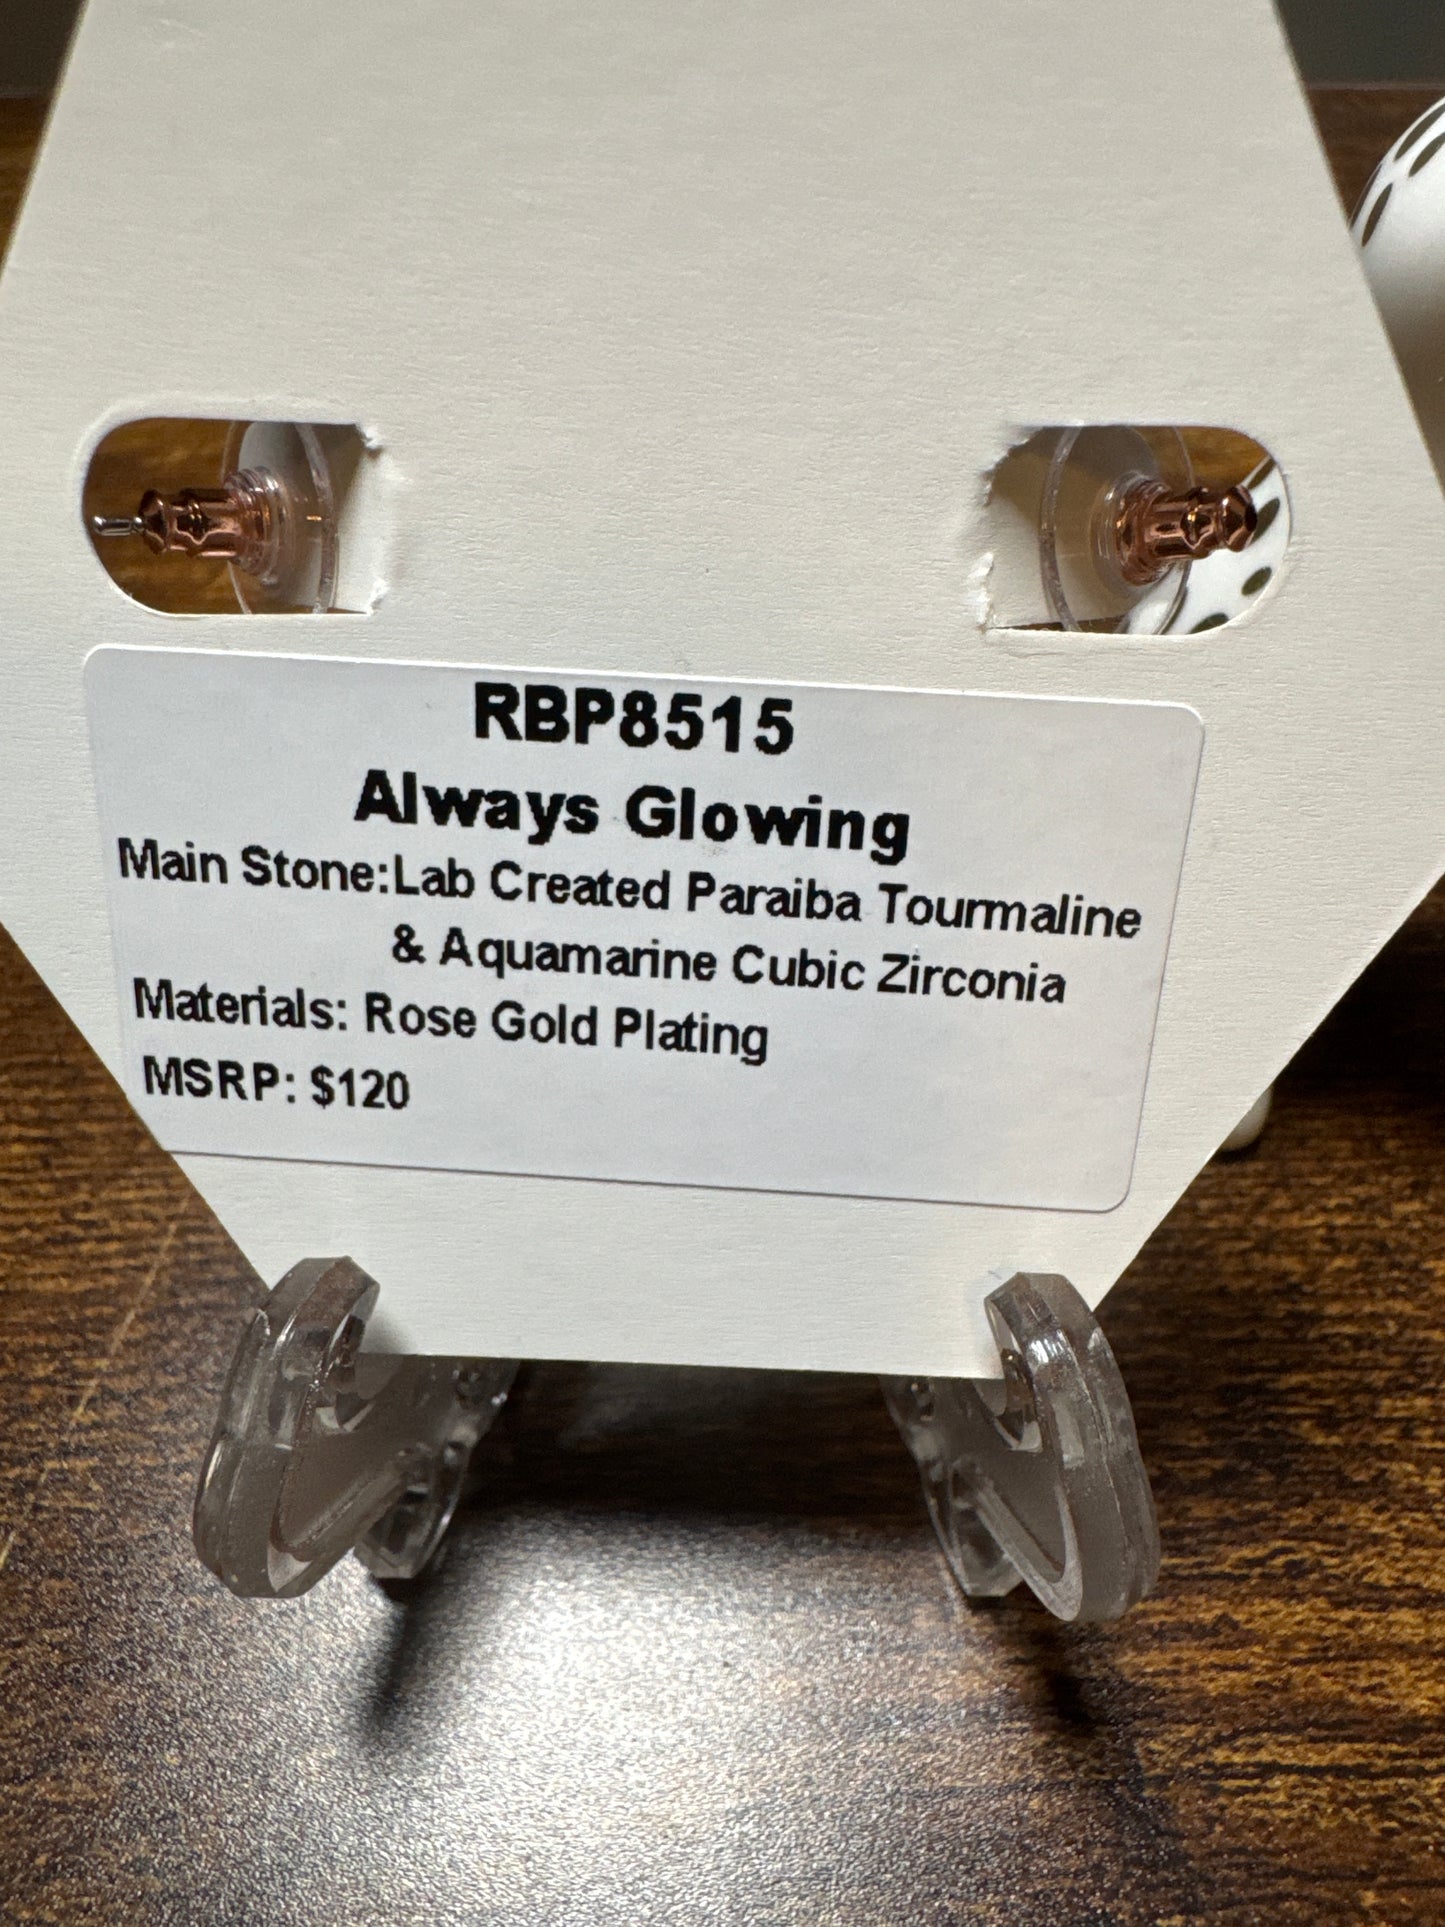 RBP8515
Always Glowing
Main Stone:Lab Created Paraiba Tourmaline
& Aquamarine Cubic Zirconia
Materials: Rose Gold Plating
MSRP: $120